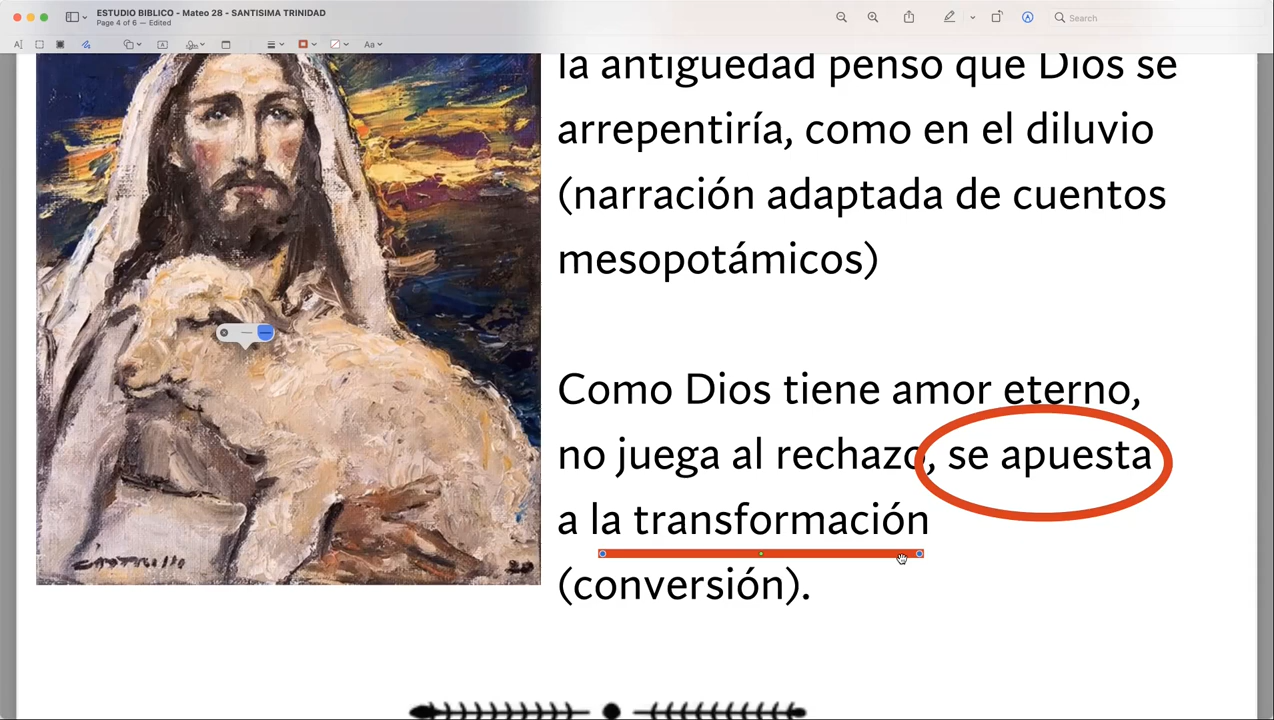 ESTUDIO BIBLICO - Mateo 28 - SANTISIMA TRINIDAD
Page 4 of 6 — Edited
Search
Aa
la antigüedad pensó que Dios se
arrepentiría, como en el diluvio
(narración adaptada de cuentos
mesopotámicos)
Como Dios tiene amor eterno,
no juega al rechazo, se apuesta
a la transformación
(conversión).